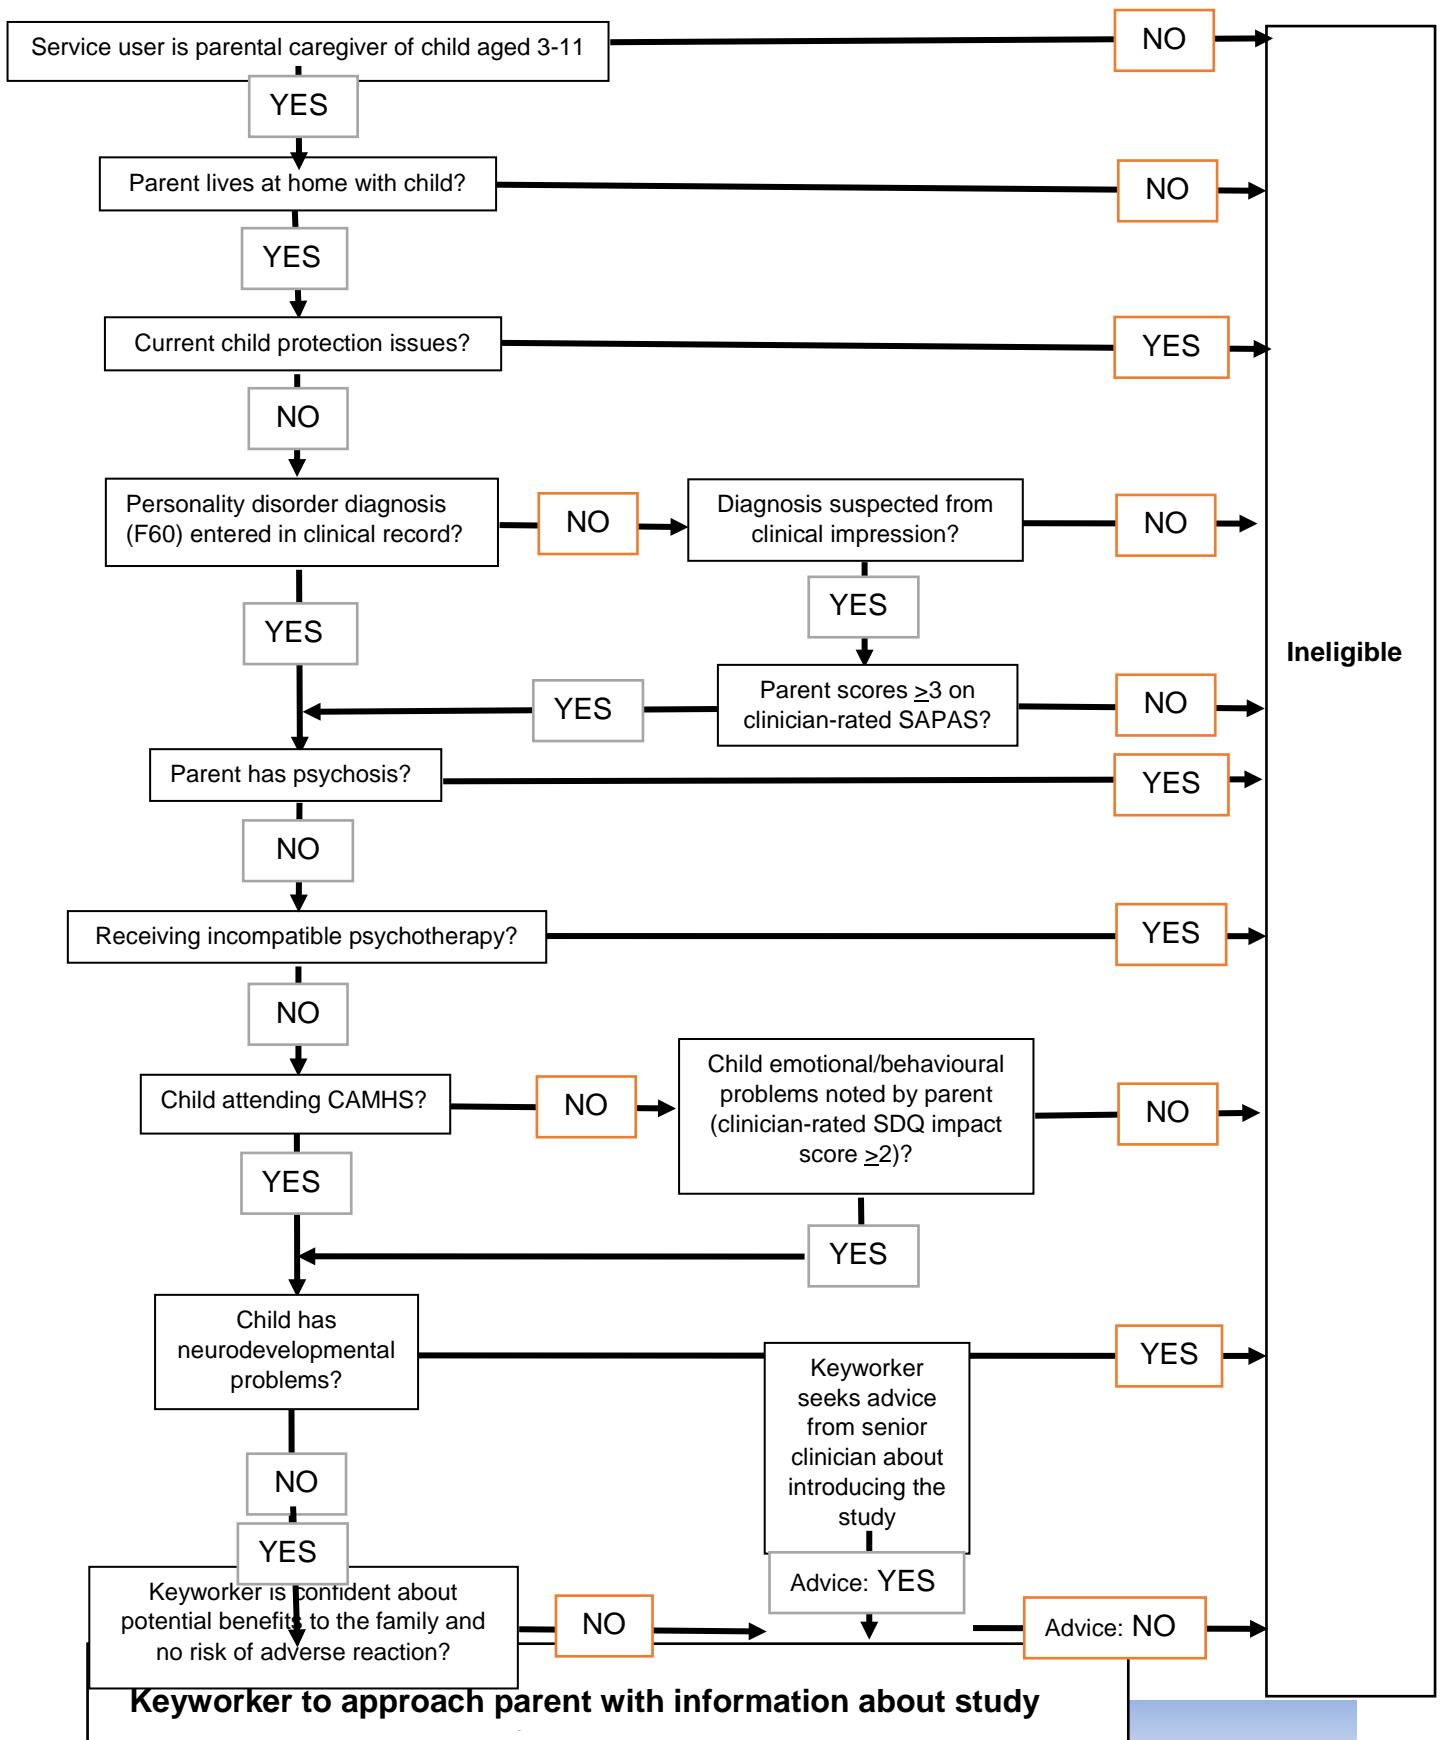 Service user is parental caregiver of child aged 3-11
NO
YES
Parent lives at home with child?
NO
YES
Current child protection issues?
YES
NO
Personality disorder diagnosis
(F60) entered in clinical record?
NO
Diagnosis suspected from
clinical impression?
NO
YES
YES
Ineligible
Parent scores ≥3 on
clinician-rated SAPAS?
YES
NO
Parent has psychosis?
YES
NO
Receiving incompatible psychotherapy?
YES
NO
Child attending CAMHS?
NO
Child emotional/behavioural
problems noted by parent
(clinician-rated SDQ impact
score ≥2)?
NO
YES
YES
Child has
neurodevelopmental
problems?
YES
Keyworker
seeks advice
from senior
clinician about
introducing the
study
NO
YES
Advice: YES
Keyworker is confident about
potential benefits to the family and
no risk of adverse reaction?
NO
Advice: NO
Keyworker to approach parent with information about study